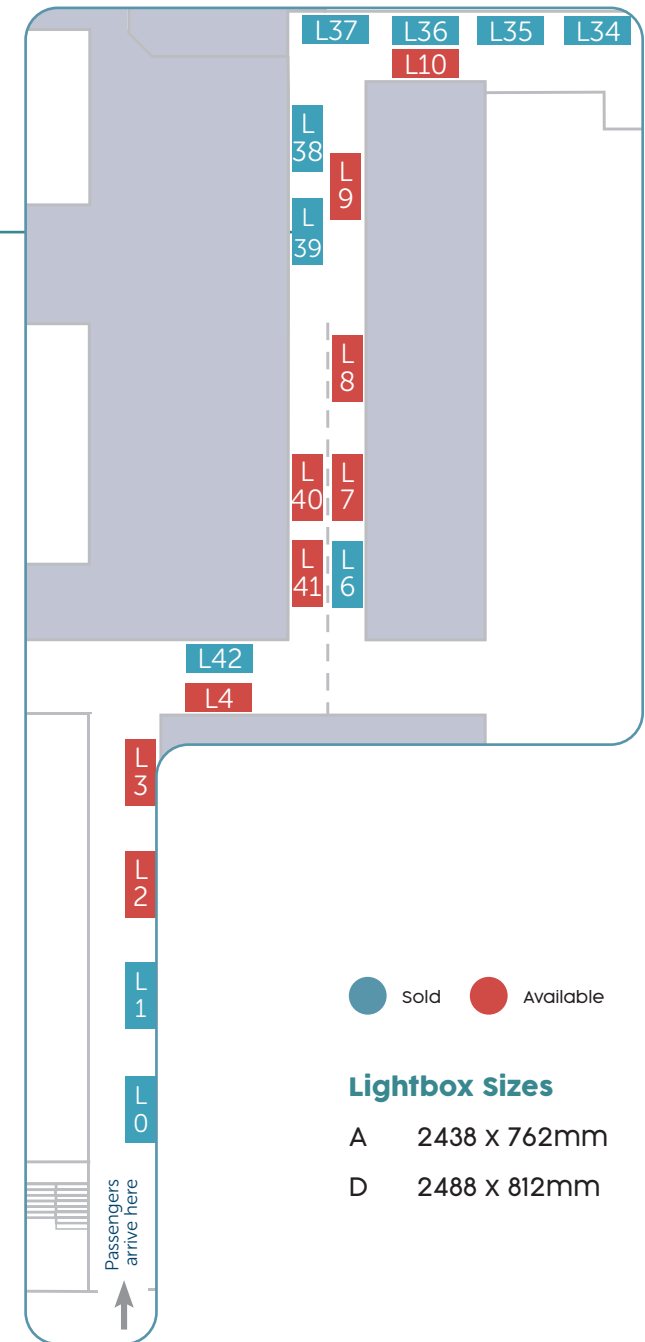 L37
L36
L35
L34
L10
L
38
L
9
L
39
L
8
L
40
L
7
L
41
L
6
L42
L4
L
3
L
2
L
1
L
0
Sold
Available
Lightbox Sizes
A 2438 x 762mm
D 2488 x 812mm
Passengers
arrive here